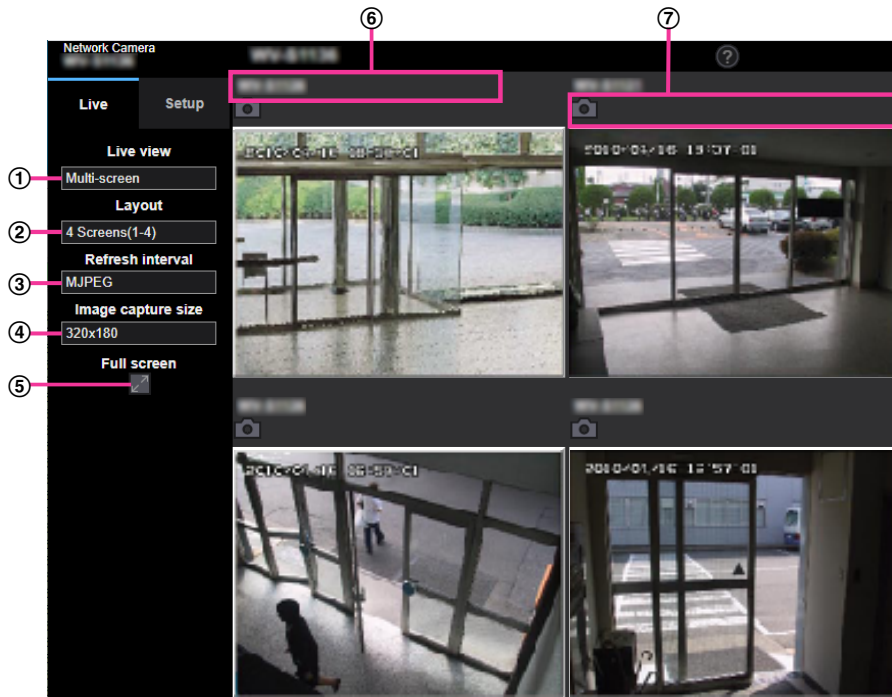 ⑥ ⑦
Network Camera
Live Setup
Live view
① Multi-screen
Layout
② 4 Screens(1-4)
Refresh interval
③ MJPEG
Image capture size
④ 320x180
Full screen
⑤
?